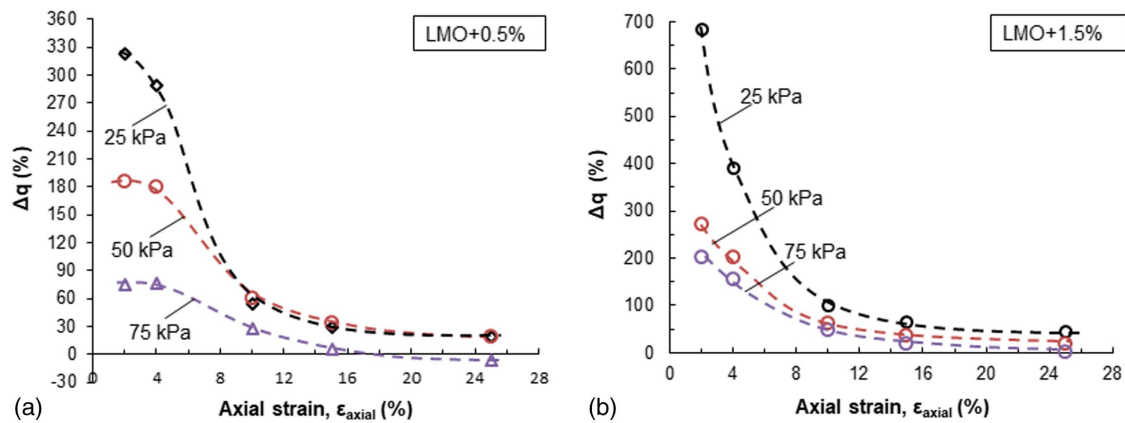 LMO+0.5%
360
330
300
270
240
210
180
150
120
90
60
30
0
-30
Δq (%)
25 kPa
50 kPa
75 kPa
0 4 8 12 16 20 24 28
(a) Axial strain, εaxial (%)
LMO+1.5%
700
600
500
400
300
200
100
0
Δq (%)
25 kPa
50 kPa
75 kPa
0 4 8 12 16 20 24 28
(b) Axial strain, εaxial (%)